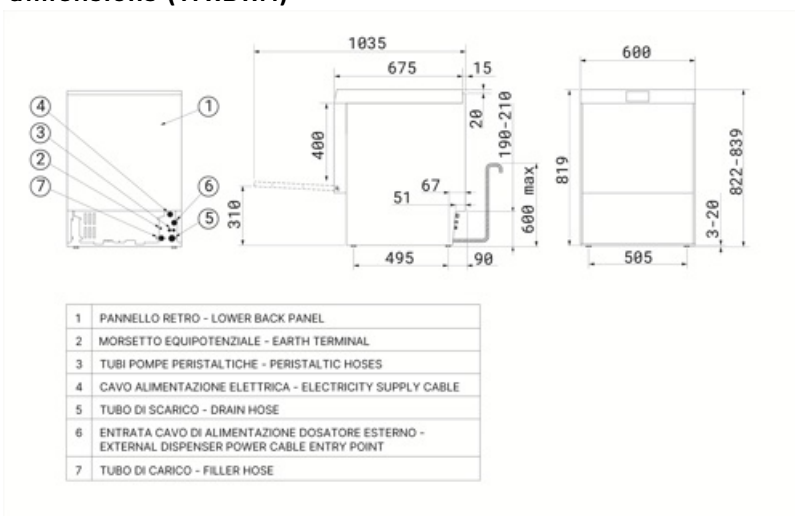 1035
675
15
600
4
1
3
2
7
6
5
400
20
190-210
67
51
310
600 max
495
90
819
822-839
3-20
505
1 PANNELLO RETRO - LOWER BACK PANEL
2 MORSETTO EQUIPOTENZIALE - EARTH TERMINAL
3 TUBI POMPE PERISTALTICHE - PERISTALTIC HOSES
4 CAVO ALIMENTAZIONE ELETTRICA - ELECTRICITY SUPPLY CABLE
5 TUBO DI SCARICO - DRAIN HOSE
6 ENTRATA CAVO DI ALIMENTAZIONE DOSATORE ESTERNO -
EXTERNAL DISPENSER POWER CABLE ENTRY POINT
7 TUBO DI CARICO - FILLER HOSE